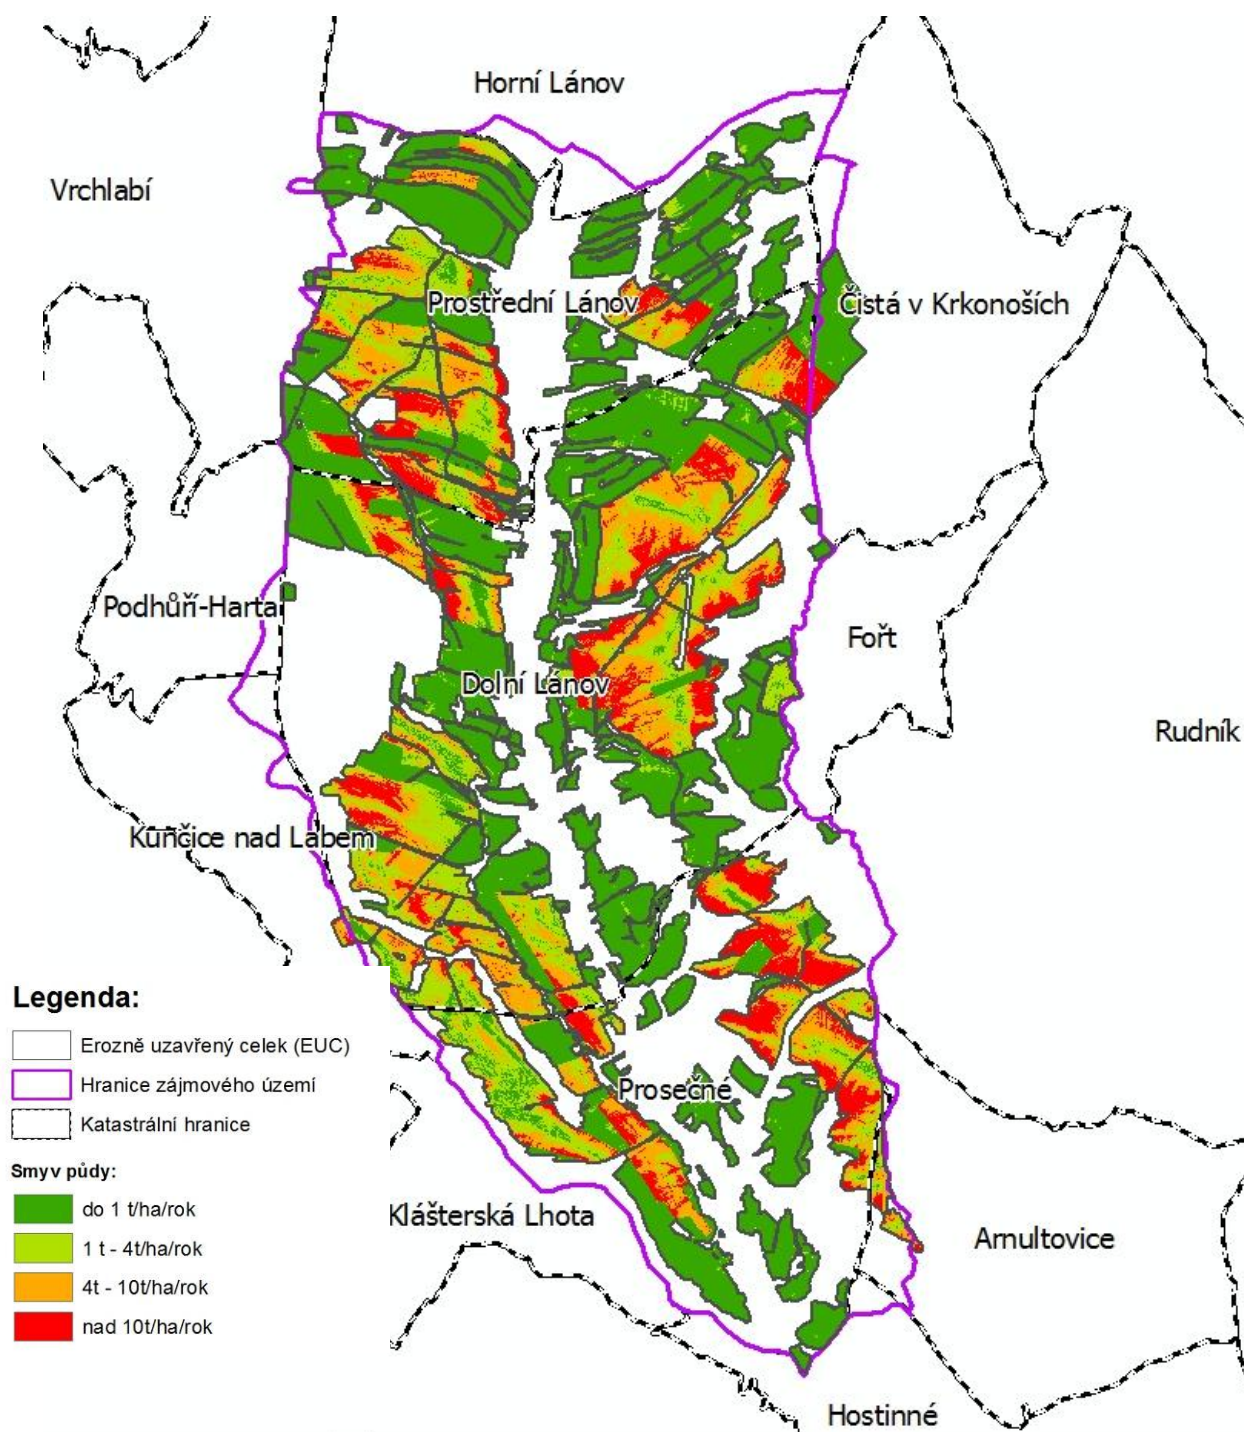 Horní Lánov
Vrchlabí
Prostřední Lánov
Čistá v Krkonoších
Podhůří-Harta
Fořt
Dolní Lánov
Rudník
Kunčice nad Labem
Prosečné
Klášterská Lhota
Arnultovice
Hostinné
Legenda:
Erozně uzavřený celek (EUC)
Hranice zájmového území
Katastrální hranice
Smyv půdy:
do 1 t/ha/rok
1 t - 4t/ha/rok
4t - 10t/ha/rok
nad 10t/ha/rok